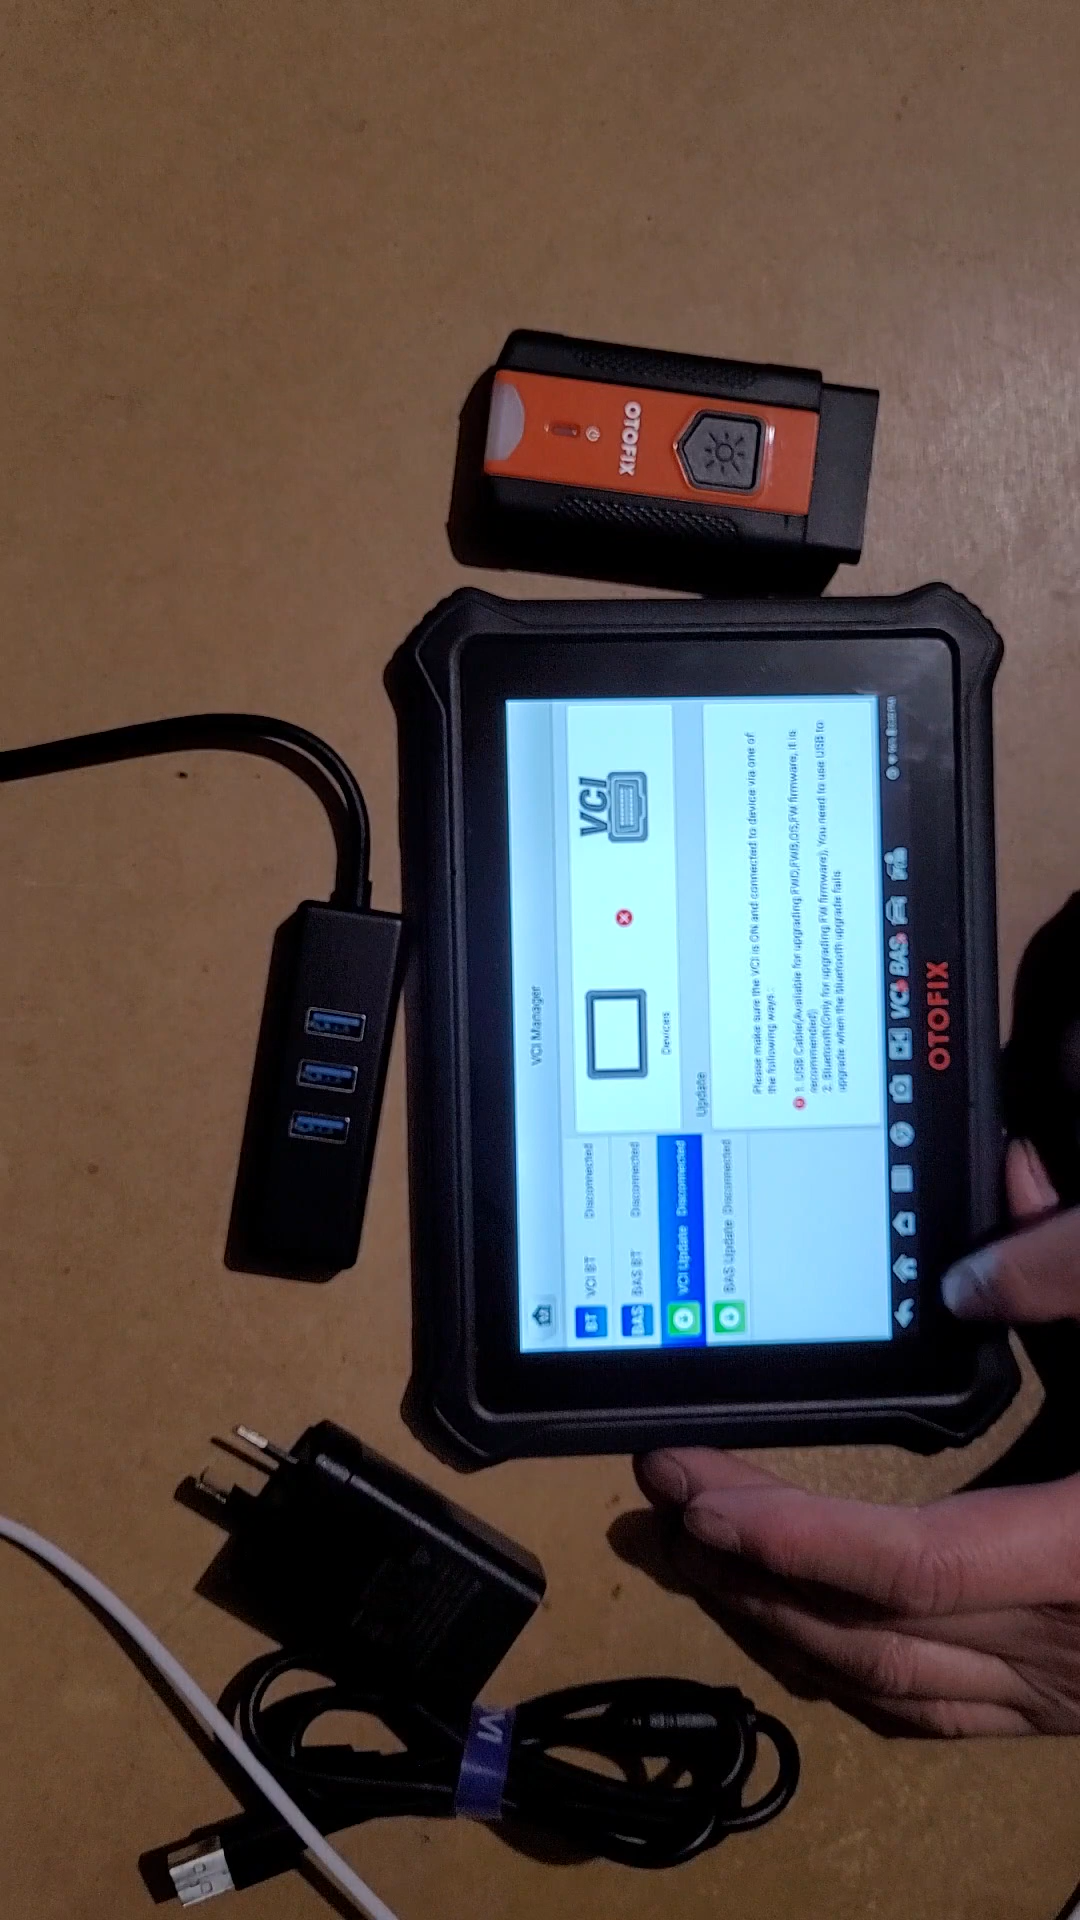 OTOFIX
VCI Manager
BT VCI BT Disconnected
BAS BAS BT Disconnected
VCI Update Disconnected
BAS Update Disconnected
Devices
VCI
Update
Please make sure the VCI is ON and connected to device via one of
the following ways:
1. USB Cable(Available for upgrading FWD,FWB,OS,FW firmware, it is
recommended)
2. Bluetooth(Only for upgrading FW firmware). You need to use USB to
upgrade when the bluetooth upgrade fails
VCI BAS
OTOFIX